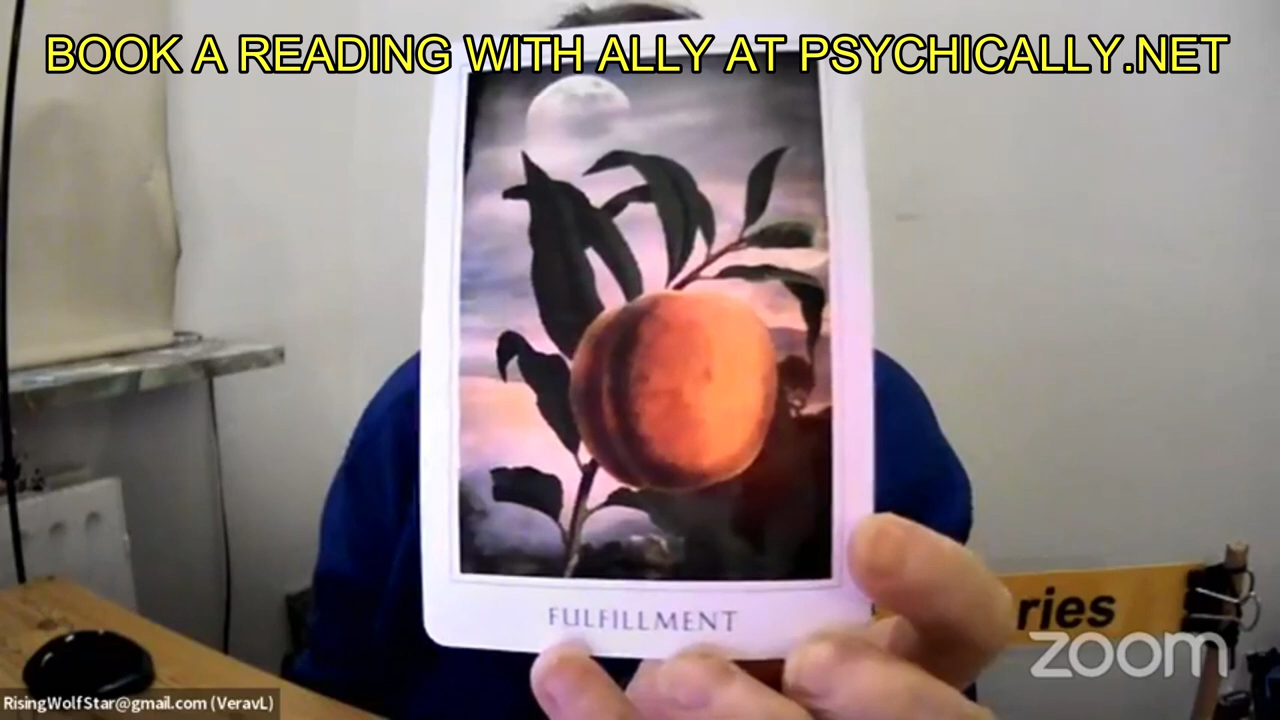 BOOK A READING WITH ALLY AT PSYCHICALLY.NET
FULFILLMENT
ries
zoom
RisingWolfStar@gmail.com (VeravL)